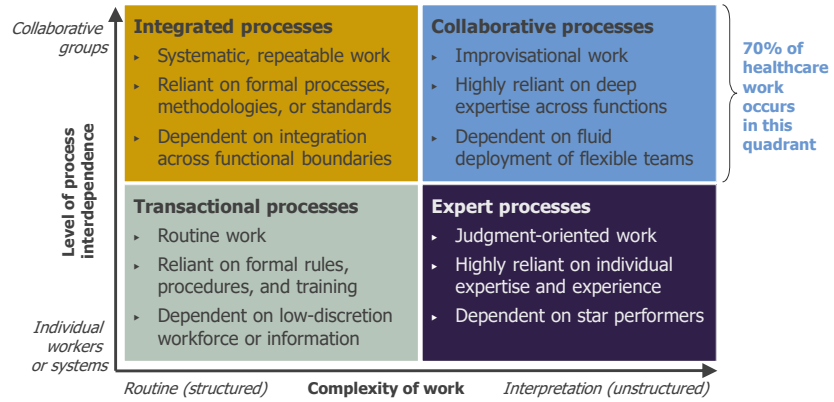 Collaborative
groups
Level of process
interdependence
Individual
workers
or systems
Integrated processes
▸ Systematic, repeatable work
▸ Reliant on formal processes,
methodologies, or standards
▸ Dependent on integration
across functional boundaries
Collaborative processes
▸ Improvisational work
▸ Highly reliant on deep
expertise across functions
▸ Dependent on fluid
deployment of flexible teams
70% of
healthcare
work
occurs
in this
quadrant
Transactional processes
▸ Routine work
▸ Reliant on formal rules,
procedures, and training
▸ Dependent on low-discretion
workforce or information
Expert processes
▸ Judgment-oriented work
▸ Highly reliant on individual
expertise and experience
▸ Dependent on star performers
Routine (structured)
Complexity of work
Interpretation (unstructured)